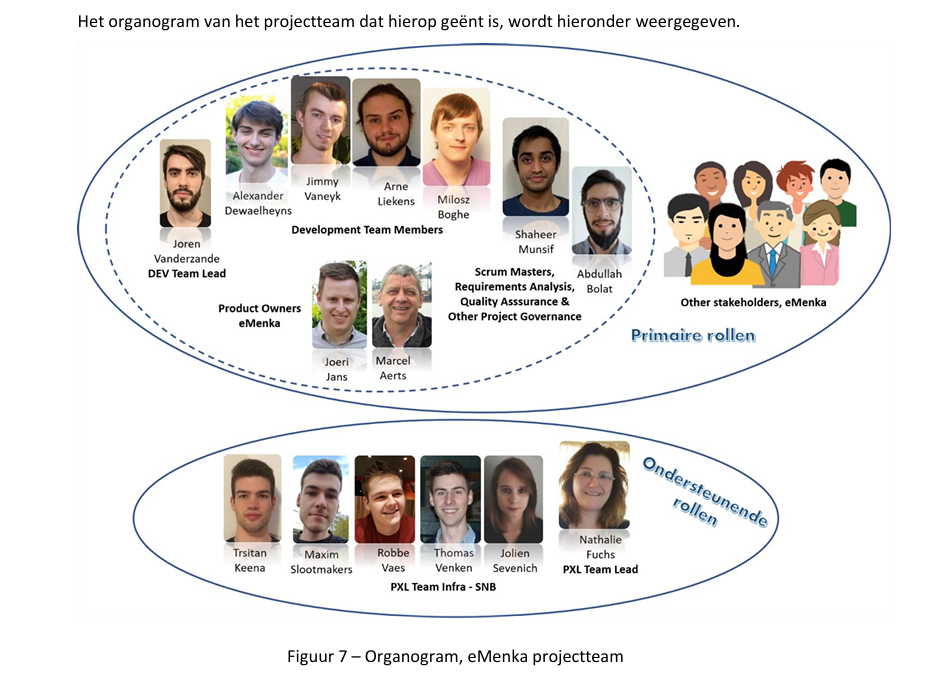 Het organogram van het projectteam dat hierop geënt is, wordt hieronder weergegeven.
Joren
Vanderzande
DEV Team Lead
Alexander
Dewaelheyns
Jimmy
Vaneyk
Arne
Liekens
Milosz
Boghe
Development Team Members
Shaheer
Munsif
Abdullah
Bolat
Scrum Masters,
Requirements Analysis,
Quality Asssurance &
Other Project Governance
Product Owners
eMenka
Joeri
Jans
Marcel
Aerts
Other stakeholders, eMenka
Primaire rollen
Ondersteunende
rollen
Trsitan
Keena
Maxim
Slootmakers
Robbe
Vaes
Thomas
Venken
Jolien
Sevenich
PXL Team Infra - SNB
Nathalie
Fuchs
PXL Team Lead
Figuur 7 – Organogram, eMenka projectteam